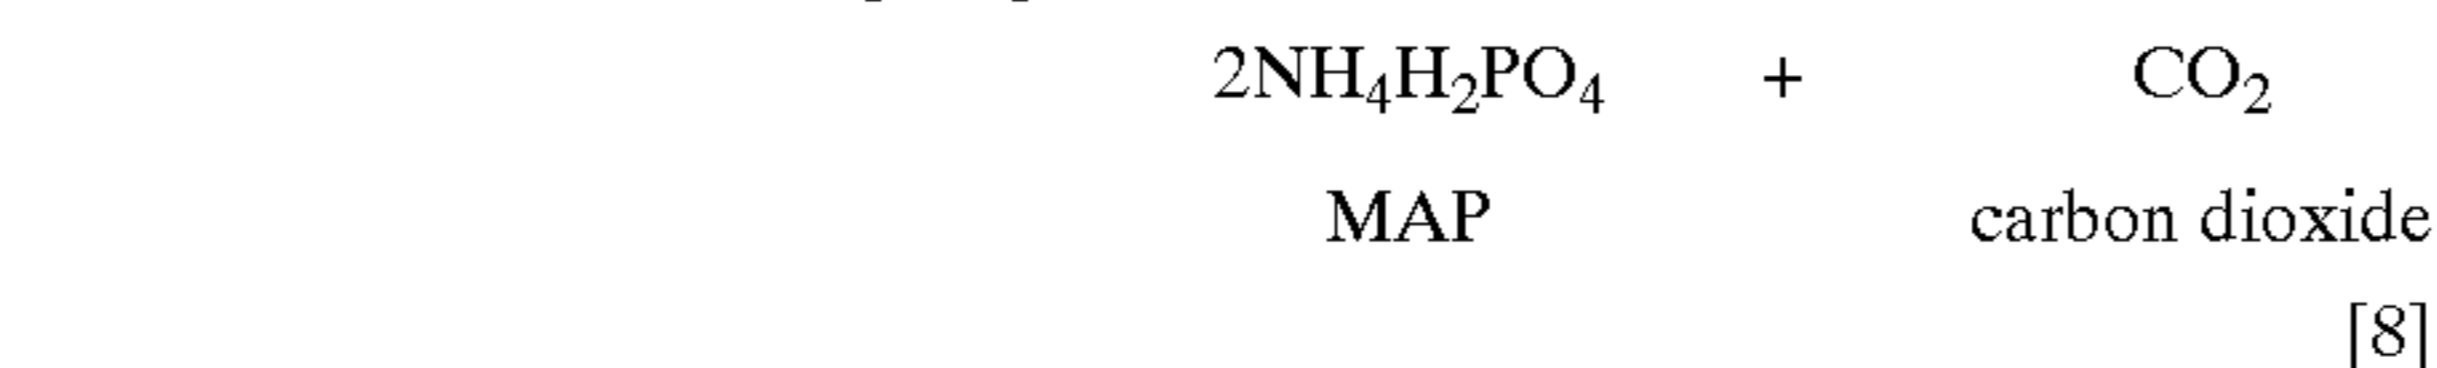 2NH₄H₂PO₄ + CO₂
MAP carbon dioxide
[8]